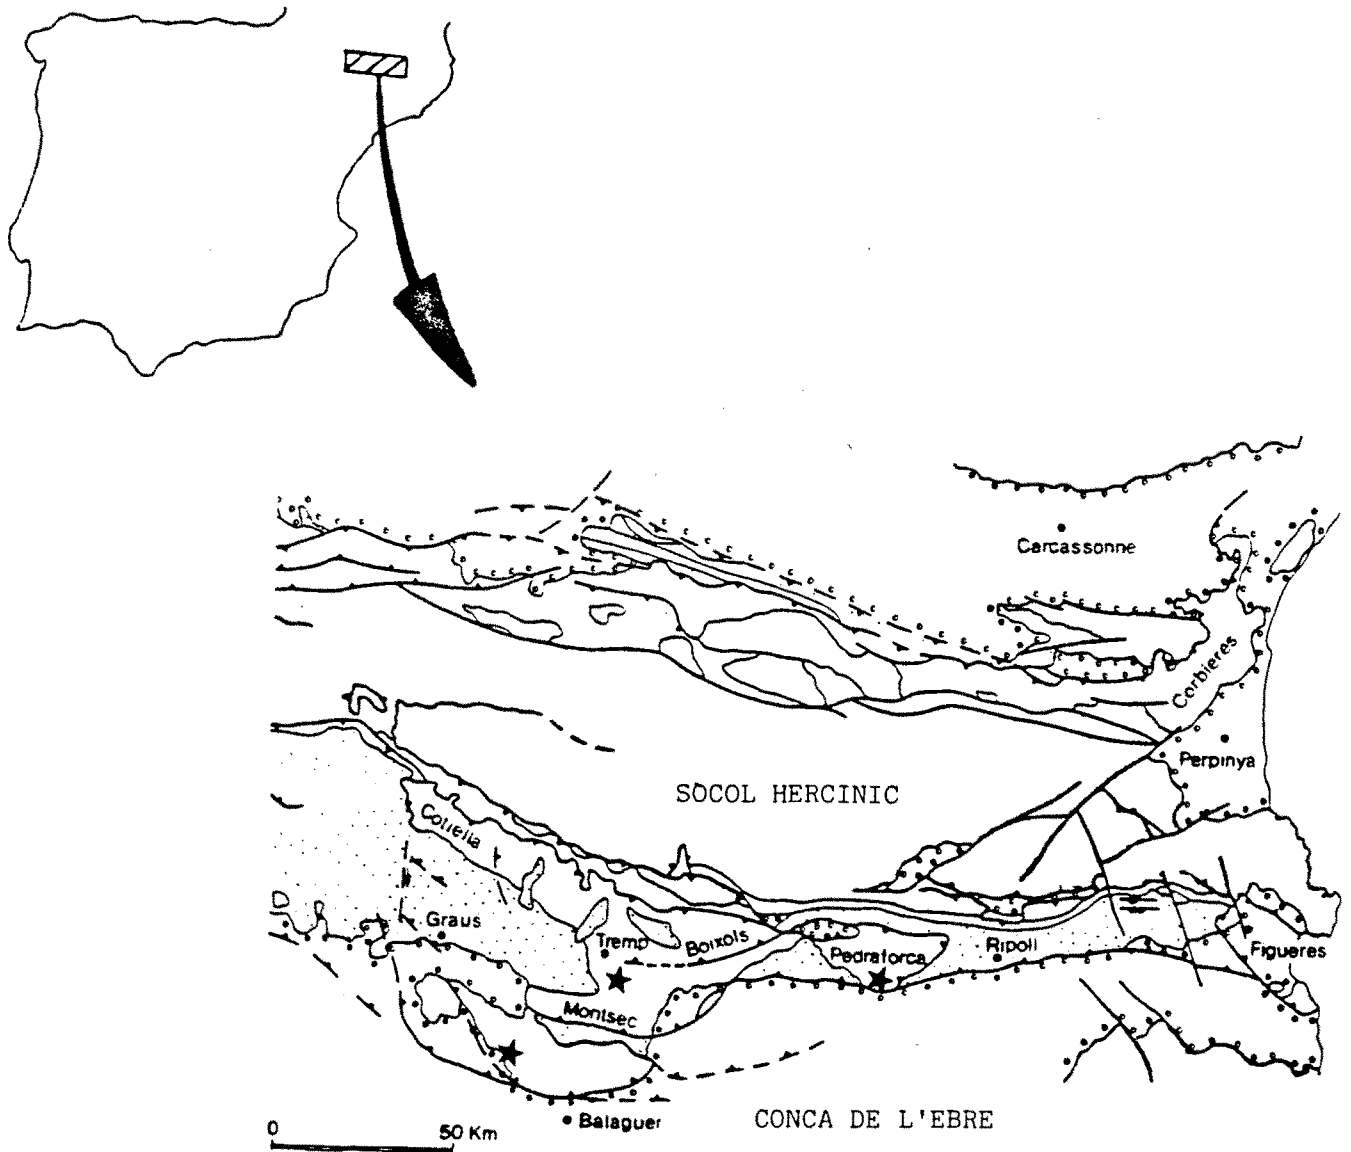 Carcassonne
Corbieres
Perpinya
SOCOL HERCINIC
Cotiella
Graus
Tremp
Boixols
Pedraforca
Ripoll
Figueres
Montsec
Balaguer
CONCA DE L'EBRE
0 50 Km